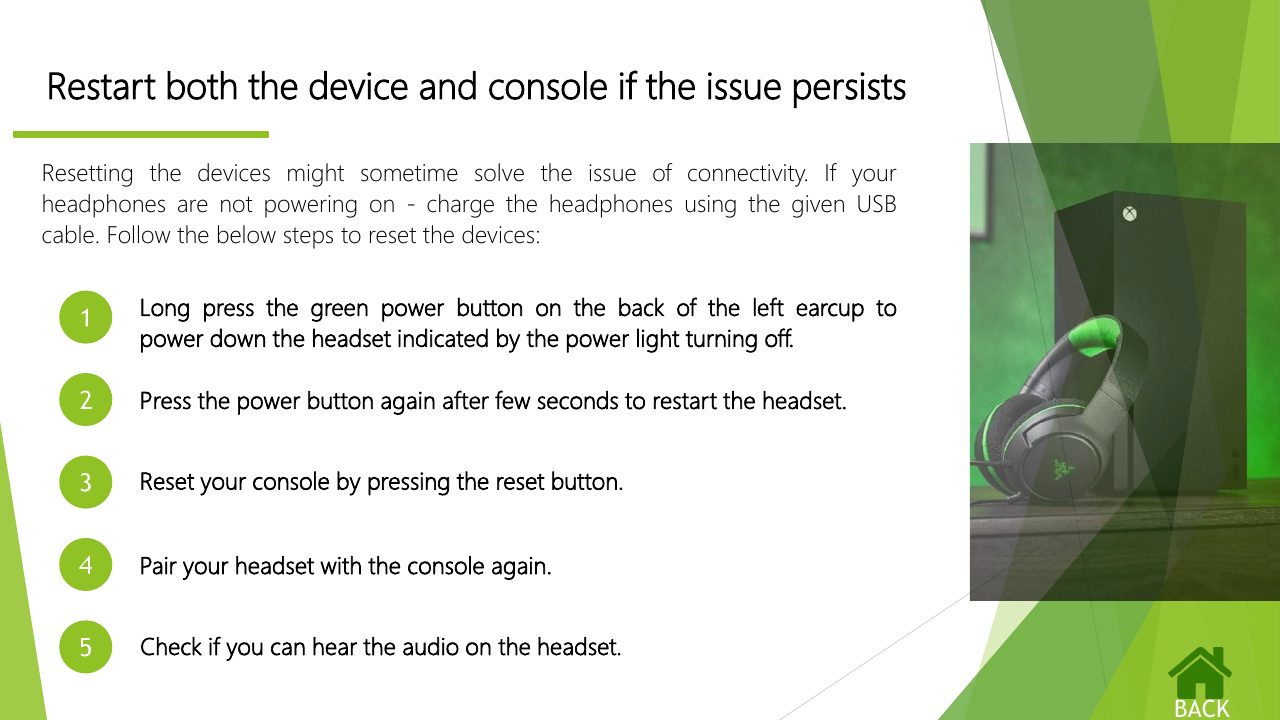 Restart both the device and console if the issue persists
Resetting the devices might sometime solve the issue of connectivity. If your
headphones are not powering on - charge the headphones using the given USB
cable. Follow the below steps to reset the devices:
1
Long press the green power button on the back of the left earcup to
power down the headset indicated by the power light turning off.
2
Press the power button again after few seconds to restart the headset.
3
Reset your console by pressing the reset button.
4
Pair your headset with the console again.
5
Check if you can hear the audio on the headset.
BACK